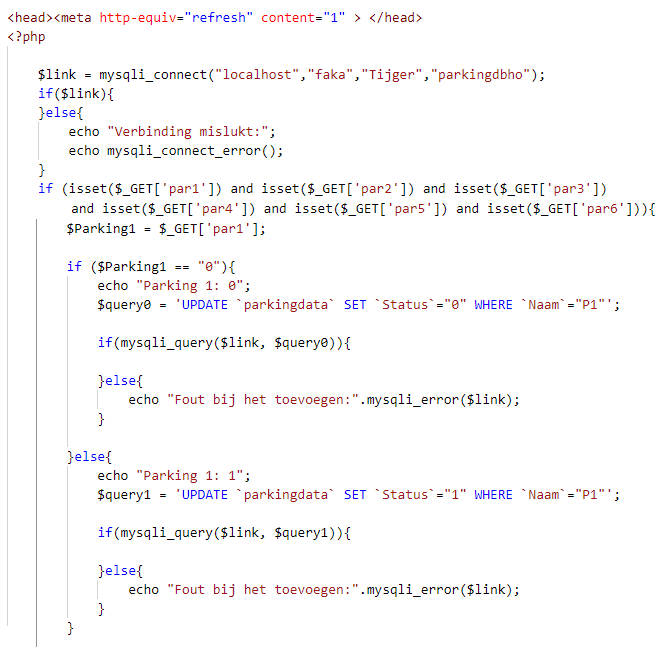 <head><meta http-equiv="refresh" content="1" > </head>
<?php
$link = mysqli_connect("localhost","faka","Tijger","parkingdbho");
if($link){
}else{
echo "Verbinding mislukt:";
echo mysqli_connect_error();
}
if (isset($_GET['par1']) and isset($_GET['par2']) and isset($_GET['par3'])
and isset($_GET['par4']) and isset($_GET['par5']) and isset($_GET['par6'])){
$Parking1 = $_GET['par1'];
if ($Parking1 == "0"){
echo "Parking 1: 0";
$query0 = 'UPDATE `parkingdata` SET `Status`="0" WHERE `Naam`="P1"';
if(mysqli_query($link, $query0)){
}else{
echo "Fout bij het toevoegen:".mysqli_error($link);
}
}else{
echo "Parking 1: 1";
$query1 = 'UPDATE `parkingdata` SET `Status`="1" WHERE `Naam`="P1"';
if(mysqli_query($link, $query1)){
}else{
echo "Fout bij het toevoegen:".mysqli_error($link);
}
}